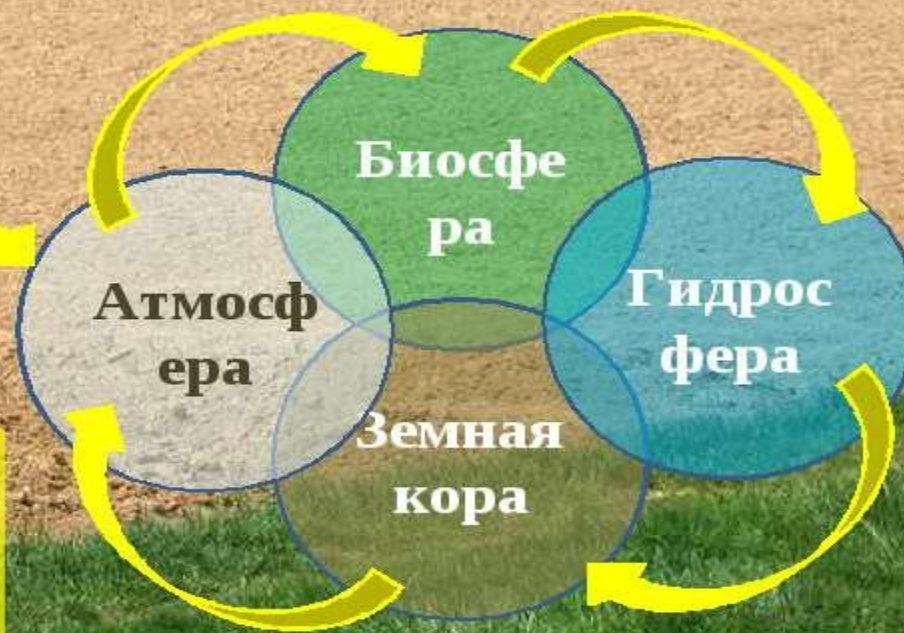 Биосфе
ра
Атмосф
ера
Гидрос
фера
Земная
кора